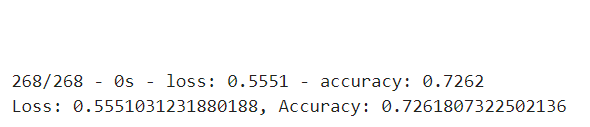 268/268 - 0s - loss: 0.5551 - accuracy: 0.7262
Loss: 0.5551031231880188, Accuracy: 0.7261807322502136